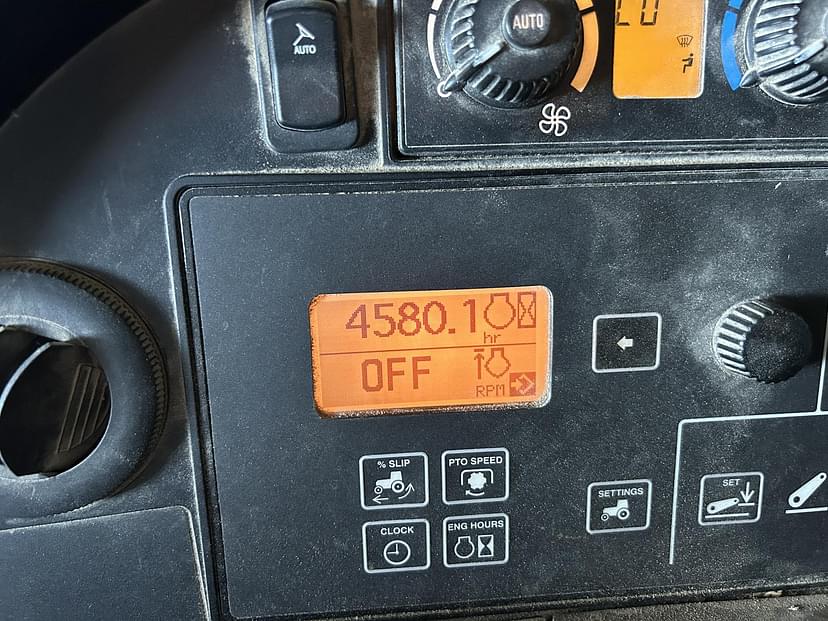 AUTO
AUTO
4580.1
hr
OFF
RPM
% SLIP
PTO SPEED
CLOCK
ENG HOURS
SETTINGS
SET